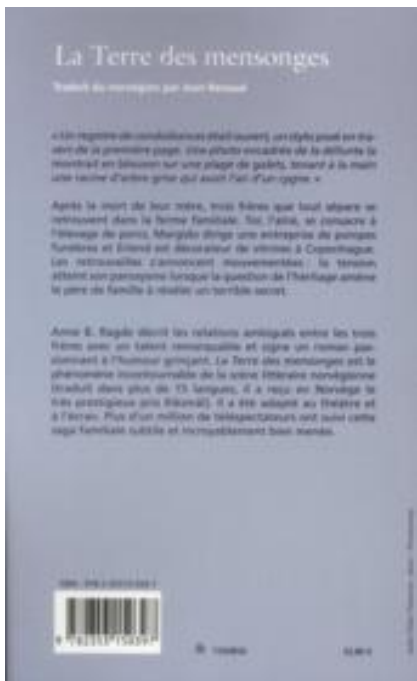 La Terre des mensonges
Traduit du norvégien par Jean Renaud
« Un registre de condoléances était ouvert, un stylo posé en tra-
vers de la première page. Une photo encadrée de la défunte la
montrait en blouson sur une plage de galets, tenant à la main
une racine d'arbre grise qui avait l'air d'un cygne. »
Après la mort de leur mère, trois frères que tout sépare se
retrouvent dans la ferme familiale. Tor, l'aîné, se consacre à
l'élevage de porcs, Margido dirige une entreprise de pompes
funèbres et Erlend est décorateur de vitrines à Copenhague.
Les retrouvailles s'annoncent mouvementées : la tension
atteint son paroxysme lorsque la question de l'héritage amène
le père de famille à révéler un terrible secret.
Anne B. Ragde décrit les relations ambiguës entre les trois
frères avec un talent remarquable et signe un roman pas-
sionnant à l'humour grinçant. La Terre des mensonges est le
phénomène incontournable de la scène littéraire norvégienne
(traduit dans plus de 15 langues, il a reçu en Norvège le
très prestigieux prix Riksmål). Il a été adapté au théâtre et
à l'écran. Plus d'un million de téléspectateurs ont suivi cette
saga familiale subtile et incroyablement bien menée.
ISBN :